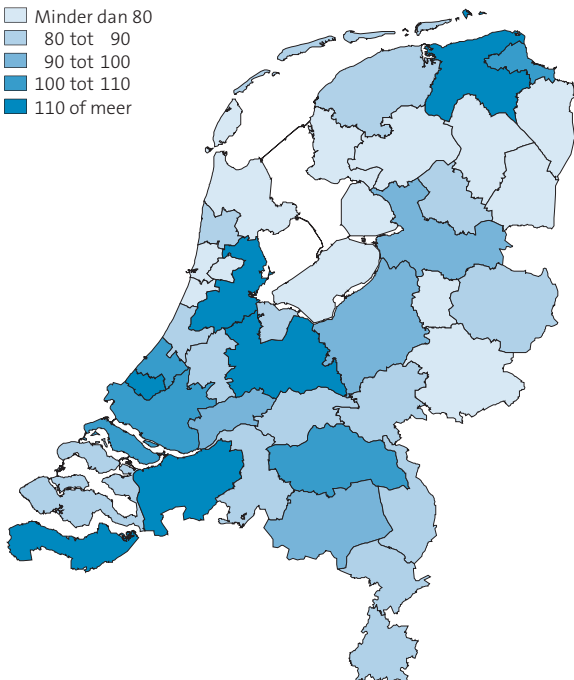 Minder dan 80
80 tot 90
90 tot 100
100 tot 110
110 of meer